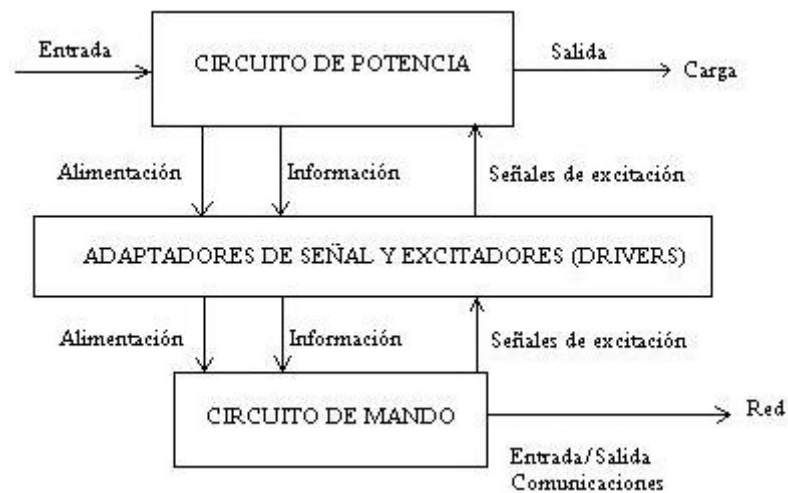 Entrada
CIRCUITO DE POTENCIA
Salida
Carga
Alimentación
Información
Señales de excitación
ADAPTADORES DE SEÑAL Y EXCITADORES (DRIVERS)
Alimentación
Información
Señales de excitación
CIRCUITO DE MANDO
Red
Entrada/Salida
Comunicaciones